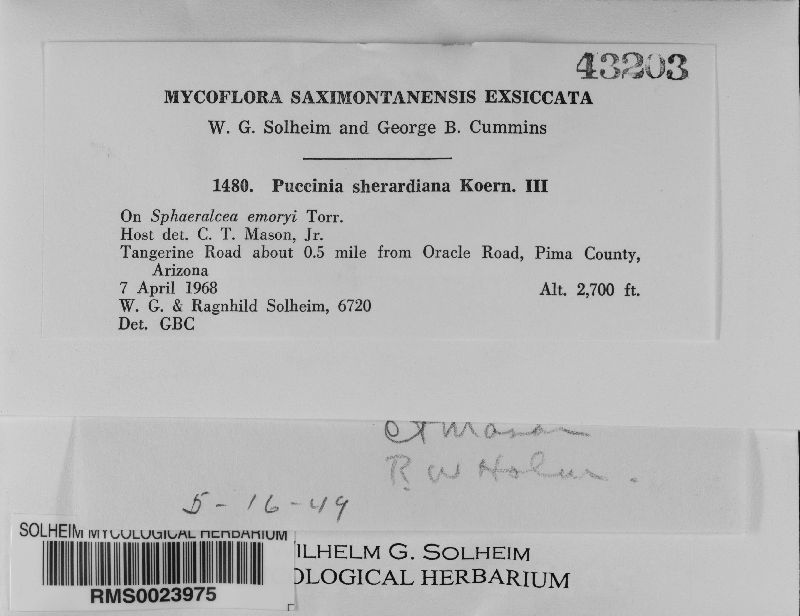 43203
MYCOFLORA SAXIMONTANENSIS EXSICCATA
W. G. Solheim and George B. Cummins
1480. Puccinia sherardiana Koern. III
On Sphaeralcea emoryi Torr.
Host det. C. T. Mason, Jr.
Tangerine Road about 0.5 mile from Oracle Road, Pima County,
Arizona
7 April 1968 Alt. 2,700 ft.
W. G. & Ragnhild Solheim, 6720
Det. GBC
CT Mason
R. W
5-16-49
SOLHEIM MYCOLOGICAL HERBARIUM
RMS0023975
ILHELM G. SOLHEIM
OLOGICAL HERBARIUM